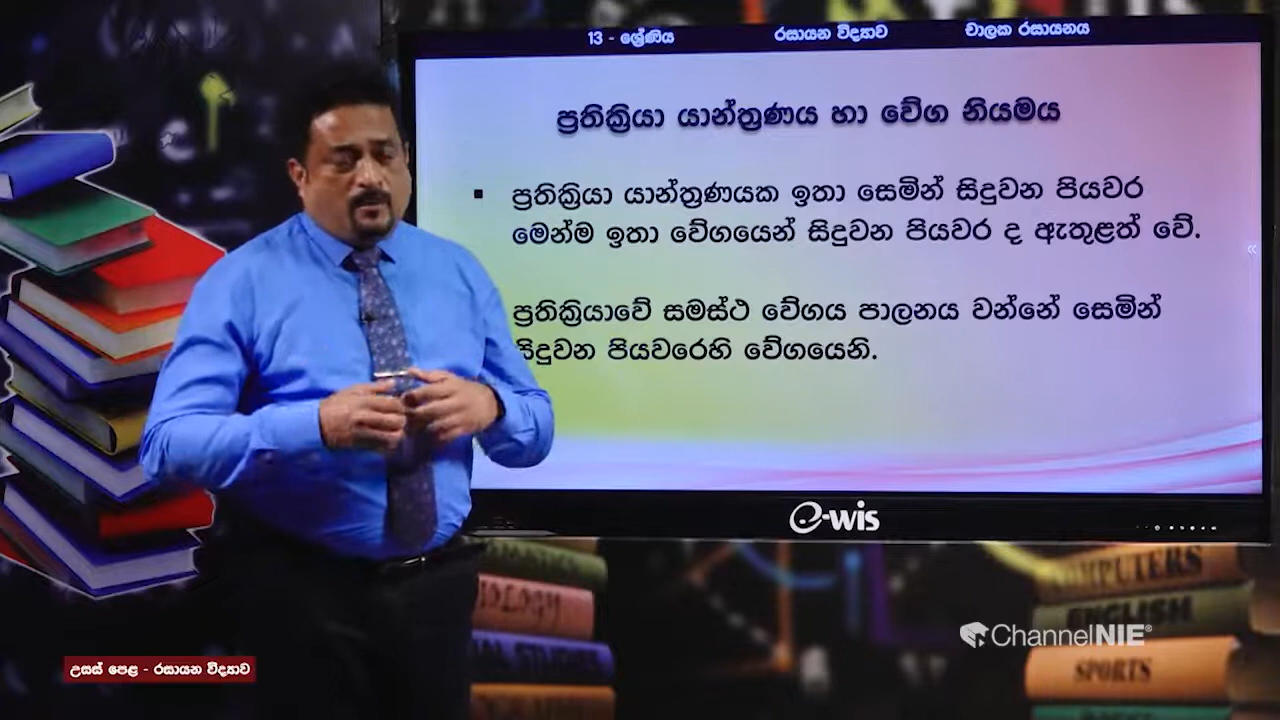 13 - ශ්‍රේණිය රසායන විද්‍යාව චාලක රසායනය
ප්‍රතික්‍රියා යාන්ත්‍රණය හා වේග නියමය
▪ ප්‍රතික්‍රියා යාන්ත්‍රණයක ඉතා සෙමින් සිදුවන පියවර
මෙන්ම ඉතා වේගයෙන් සිදුවන පියවර ද ඇතුළත් වේ.
ප්‍රතික්‍රියාවේ සමස්ථ වේගය පාලනය වන්නේ සෙමින්
සිදුවන පියවරෙහි වේගයෙනි.
e-wis
COMPUTERS
ENGLISH
ChannelNIE®
SPORTS
උසස් පෙළ - රසායන විද්‍යාව